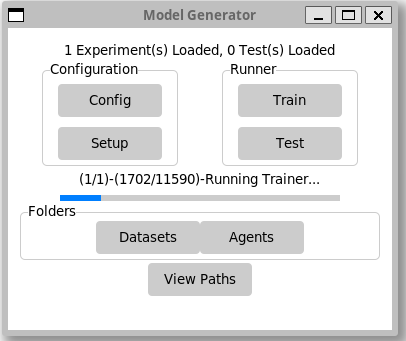 Model Generator
1 Experiment(s) Loaded, 0 Test(s) Loaded
Configuration
Runner
Config
Train
Setup
Test
(1/1)-(1702/11590)-Running Trainer...
Folders
Datasets
Agents
View Paths